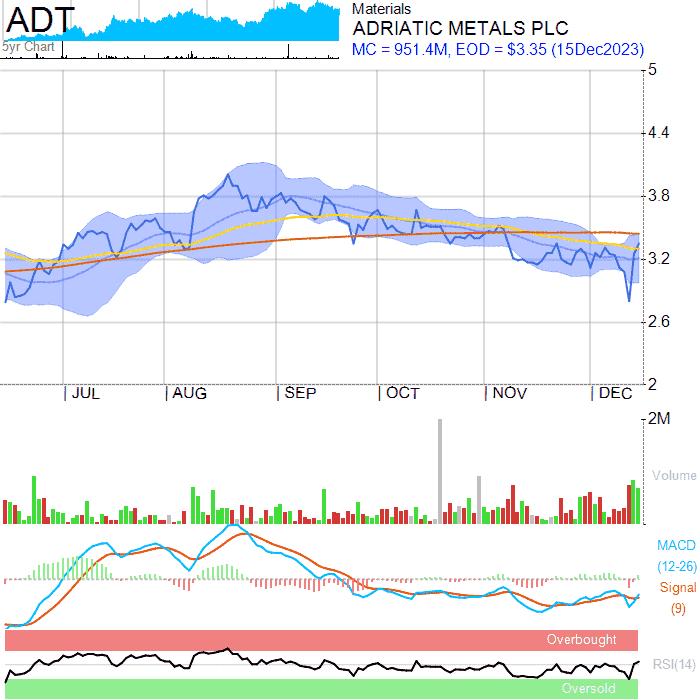 ADT
5yr Chart
Materials
ADRIATIC METALS PLC
MC = 951.4M, EOD = $3.35 (15Dec2023)
5
4.4
3.8
3.2
2.6
2
| JUL | AUG | SEP | OCT | NOV | DEC
2M
Volume
MACD
(12-26)
Signal
(9)
Overbought
RSI(14)
Oversold